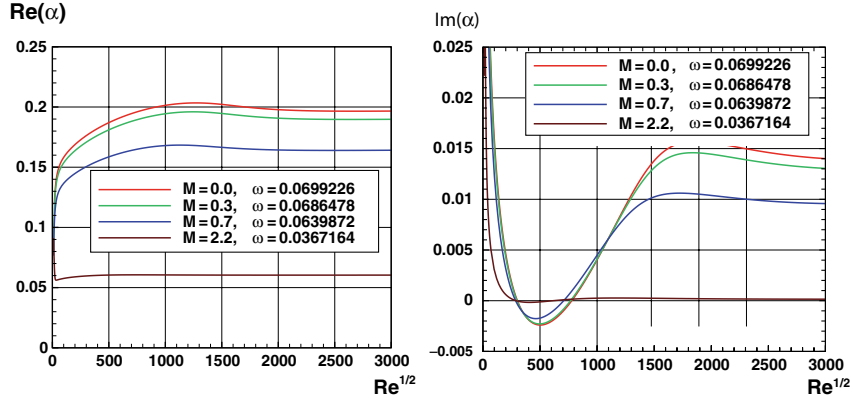 Re(α)
0.25
0.2
0.15
0.1
0.05
0
M = 0.0, ω = 0.0699226
M = 0.3, ω = 0.0686478
M = 0.7, ω = 0.0639872
M = 2.2, ω = 0.0367164
0 500 1000 1500 2000 2500 3000
Re^1/2
Im(α)
0.025
0.02
0.015
0.01
0.005
0
−0.005
M = 0.0, ω = 0.0699226
M = 0.3, ω = 0.0686478
M = 0.7, ω = 0.0639872
M = 2.2, ω = 0.0367164
0 500 1000 1500 2000 2500 3000
Re^1/2